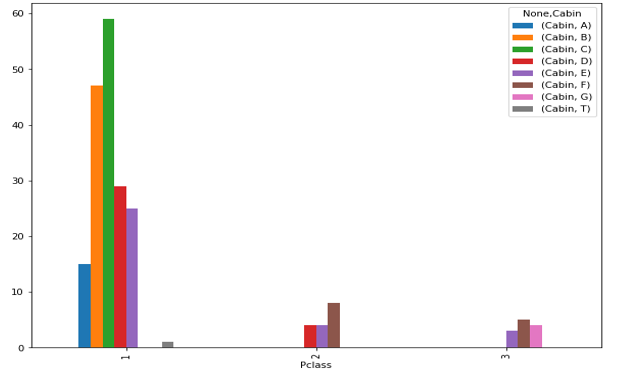 None,Cabin
(Cabin, A)
(Cabin, B)
(Cabin, C)
(Cabin, D)
(Cabin, E)
(Cabin, F)
(Cabin, G)
(Cabin, T)
60
50
40
30
20
10
0
1
2
3
Pclass